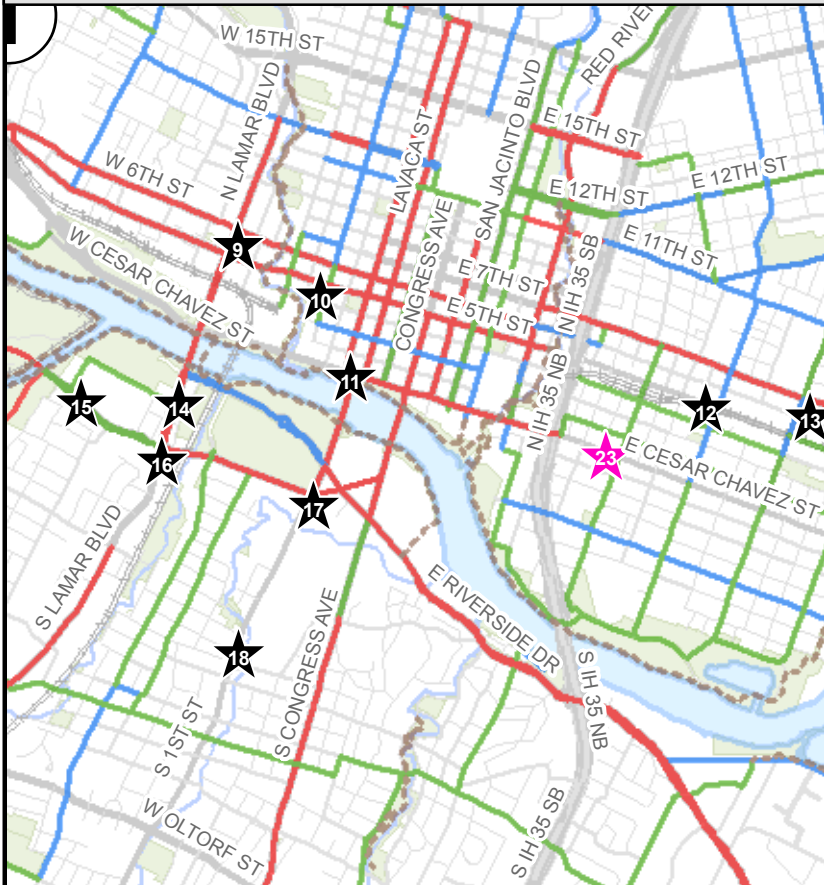 W 15TH ST
RED RIVER
N LAMAR BLVD
SAN JACINTO BLVD
LAVACA ST
E 15TH ST
W 6TH ST
E 12TH ST
E 12TH ST
9
W CESAR CHAVEZ ST
CONGRESS AVE
E 11TH ST
N IH 35 SB
E 7TH ST
10
E 5TH ST
11
N IH 35 NB
15
14
12
13
16
23
E CESAR CHAVEZ ST
17
S LAMAR BLVD
E RIVERSIDE DR
18
S CONGRESS AVE
S 1ST ST
S IH 35 NB
W OLTORF ST
S IH 35 SB